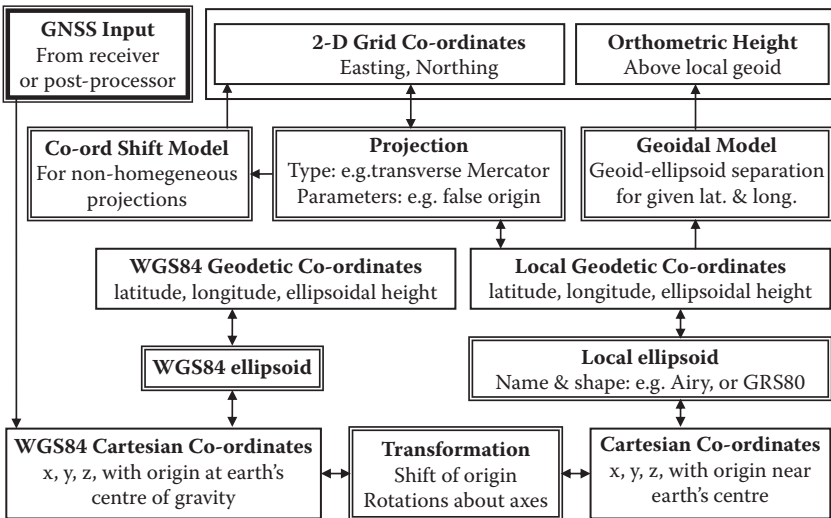 GNSS Input
From receiver
or post-processor
2-D Grid Co-ordinates
Easting, Northing
Orthometric Height
Above local geoid
Co-ord Shift Model
For non-homegeneous
projections
Projection
Type: e.g.transverse Mercator
Parameters: e.g. false origin
Geoidal Model
Geoid-ellipsoid separation
for given lat. & long.
WGS84 Geodetic Co-ordinates
latitude, longitude, ellipsoidal height
Local Geodetic Co-ordinates
latitude, longitude, ellipsoidal height
WGS84 ellipsoid
Local ellipsoid
Name & shape: e.g. Airy, or GRS80
WGS84 Cartesian Co-ordinates
x, y, z, with origin at earth's
centre of gravity
Transformation
Shift of origin
Rotations about axes
Cartesian Co-ordinates
x, y, z, with origin near
earth's centre